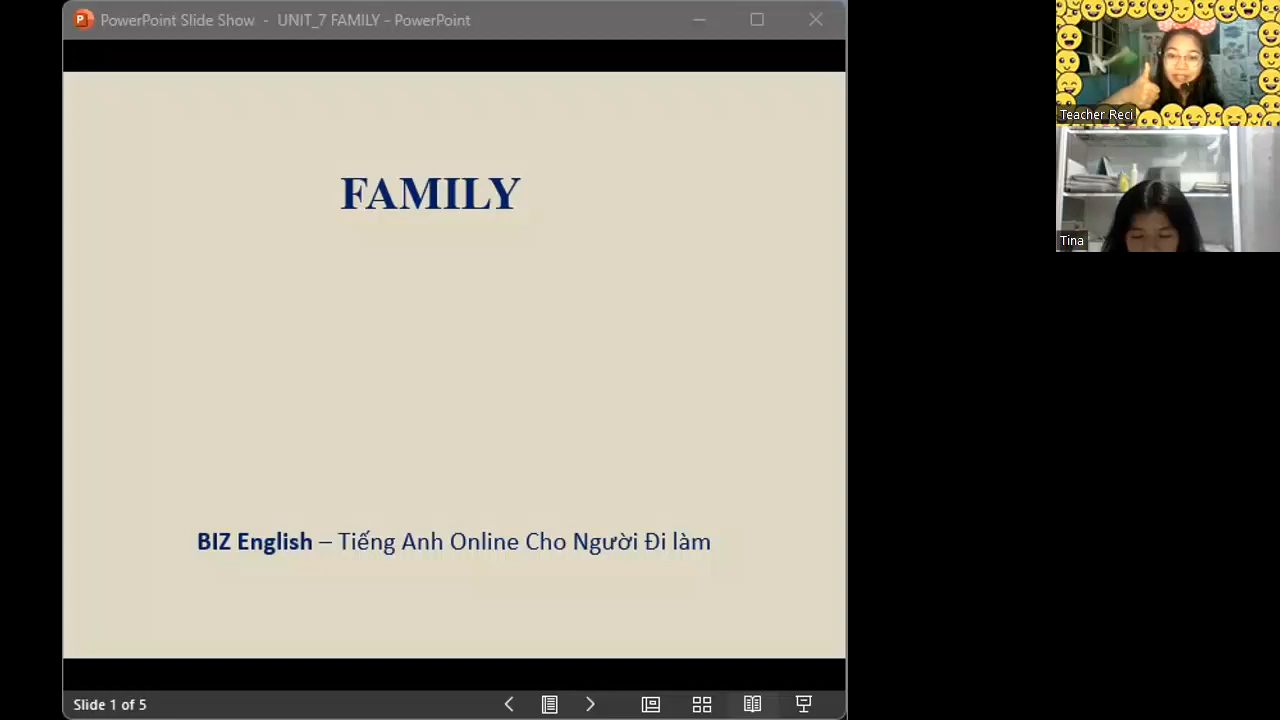 PowerPoint Slide Show - UNIT_7 FAMILY - PowerPoint
Teacher Reci
Tina
FAMILY
BIZ English – Tiếng Anh Online Cho Người Đi làm
Slide 1 of 5